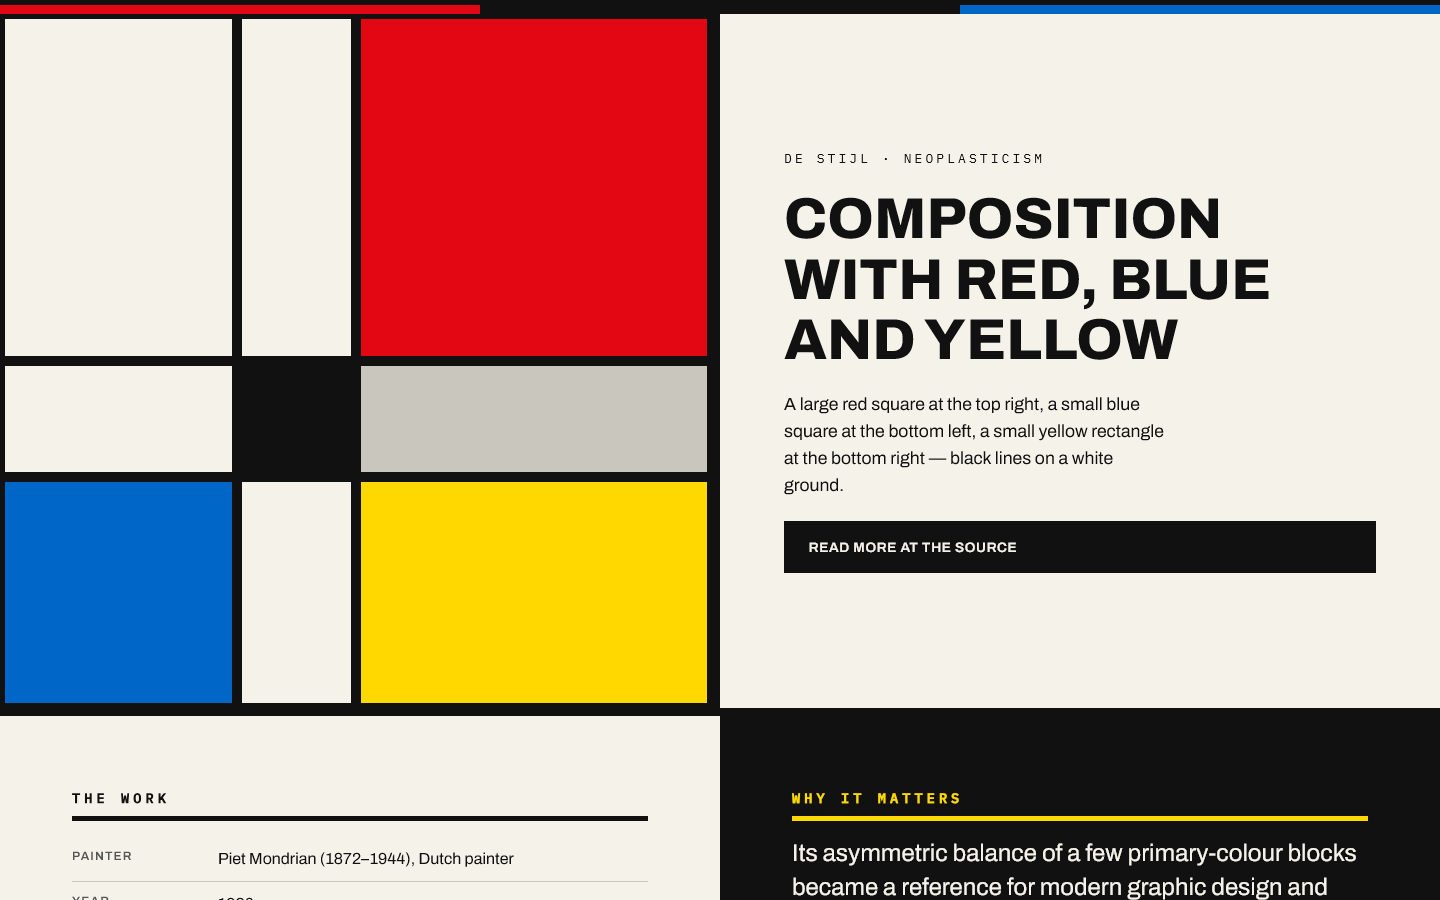 DE STIJL · NEOPLASTICISM
COMPOSITION
WITH RED, BLUE
AND YELLOW
A large red square at the top right, a small blue
square at the bottom left, a small yellow rectangle
at the bottom right — black lines on a white
ground.
READ MORE AT THE SOURCE
THE WORK
PAINTER
Piet Mondrian (1872–1944), Dutch painter
WHY IT MATTERS
Its asymmetric balance of a few primary-colour blocks
became a reference for modern graphic design and